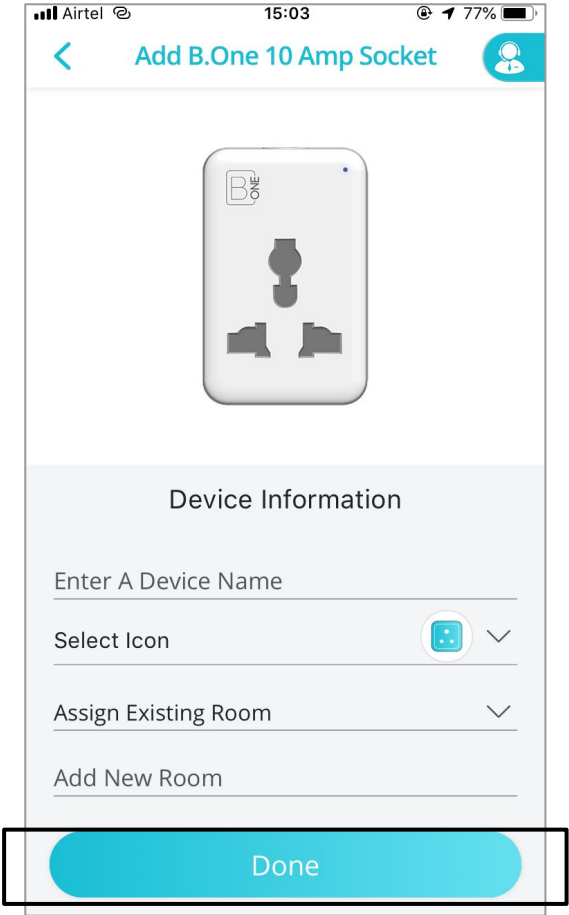 Airtel 15:03 77%
Add B.One 10 Amp Socket
B ONE
Device Information
Enter A Device Name
Select Icon
Assign Existing Room
Add New Room
Done